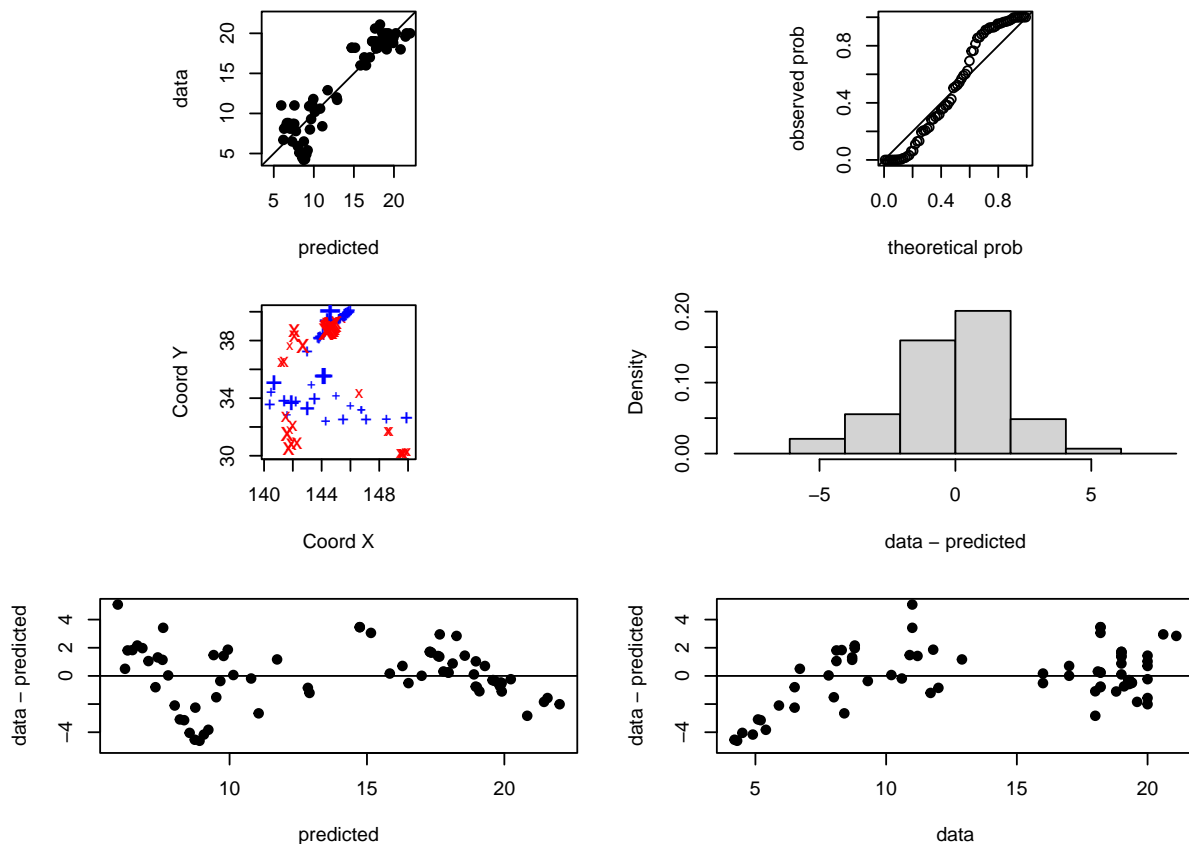 data
5 10 15 20
5 10 15 20
predicted
observed prob
0.0 0.4 0.8
0.0 0.4 0.8
theoretical prob
Coord Y
30 34 38
140 144 148
Coord X
Density
0.00 0.10 0.20
−5 0 5
data − predicted
data − predicted
−4 0 2 4
10 15 20
predicted
data − predicted
−4 0 2 4
5 10 15 20
data